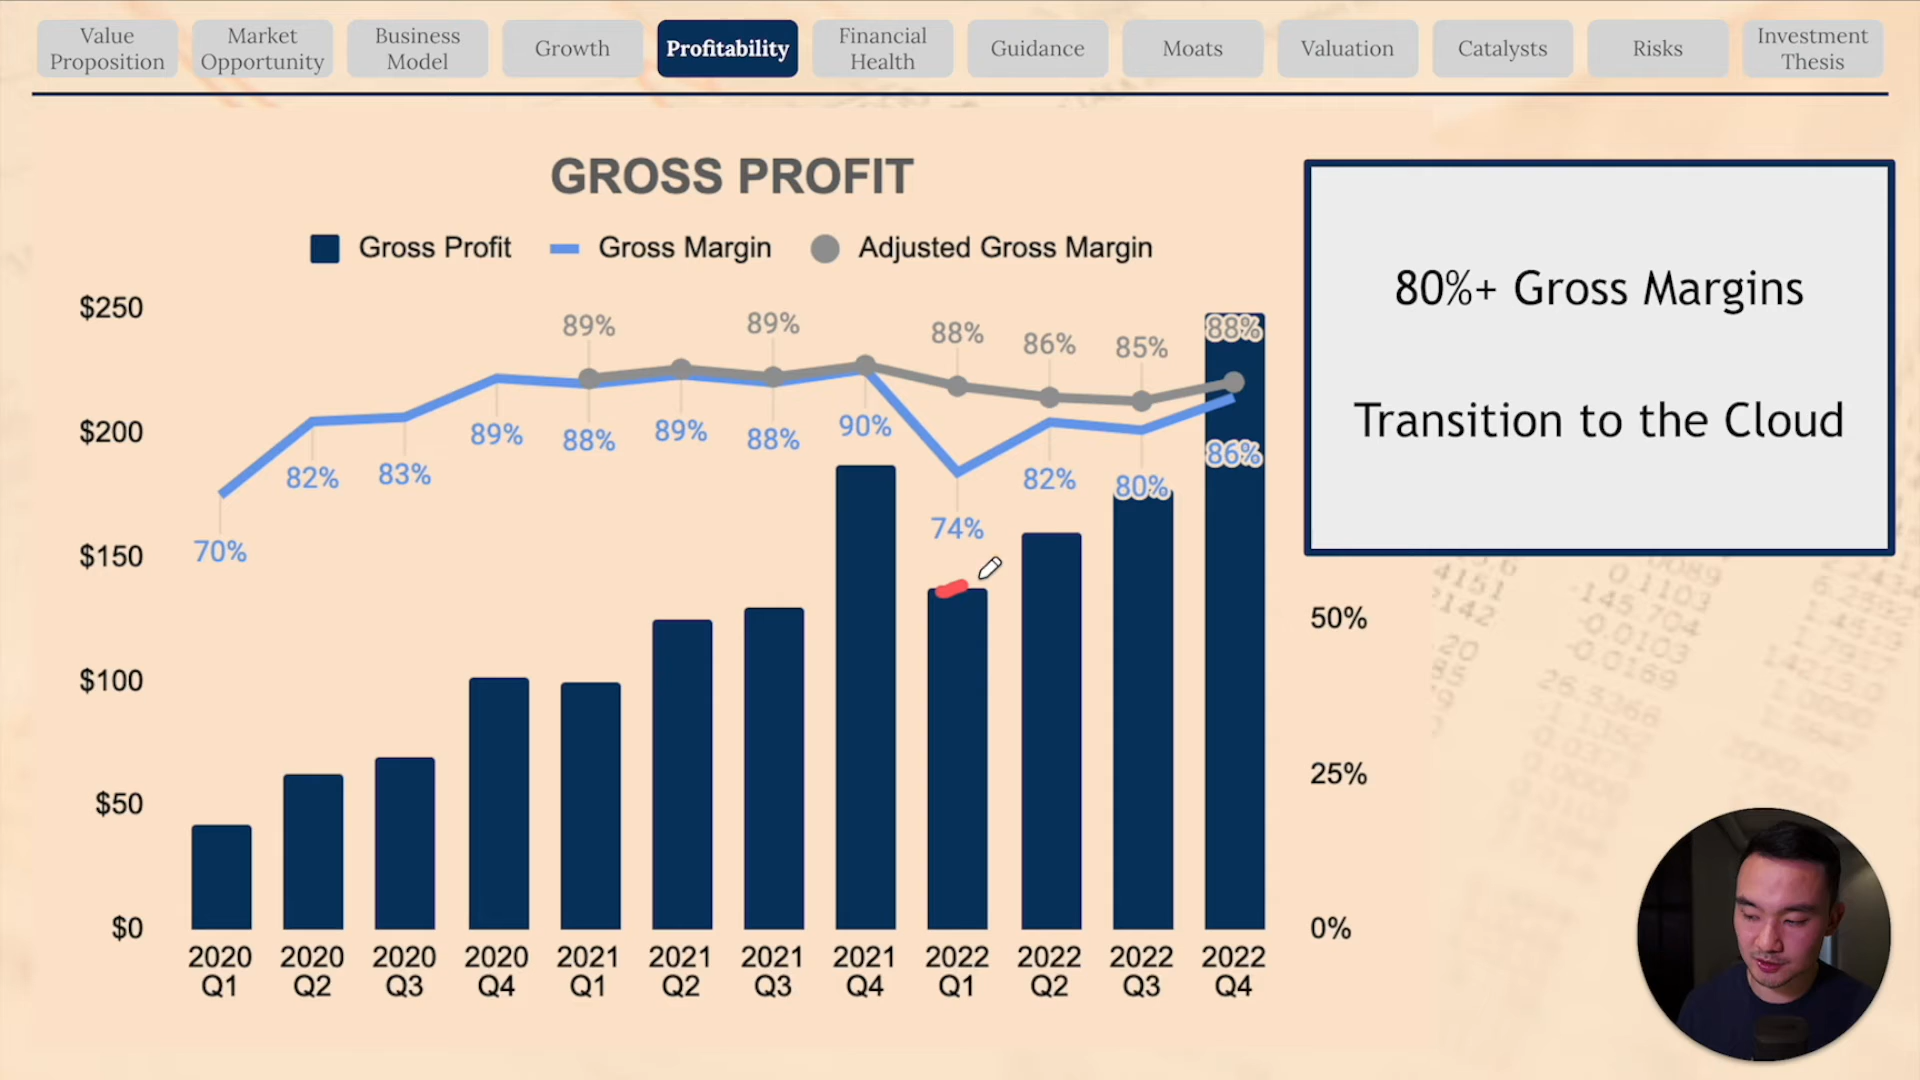 Value
Proposition
Market
Opportunity
Business
Model
Growth
Profitability
Financial
Health
Guidance
Moats
Valuation
Catalysts
Risks
Investment
Thesis
GROSS PROFIT
Gross Profit
Gross Margin
Adjusted Gross Margin
80%+ Gross Margins
Transition to the Cloud
$250
$200
$150
$100
$50
$0
89%
89%
88%
86%
85%
88%
70%
82%
83%
89%
88%
89%
88%
90%
74%
82%
80%
86%
50%
25%
0%
2020
Q1
2020
Q2
2020
Q3
2020
Q4
2021
Q1
2021
Q2
2021
Q3
2021
Q4
2022
Q1
2022
Q2
2022
Q3
2022
Q4